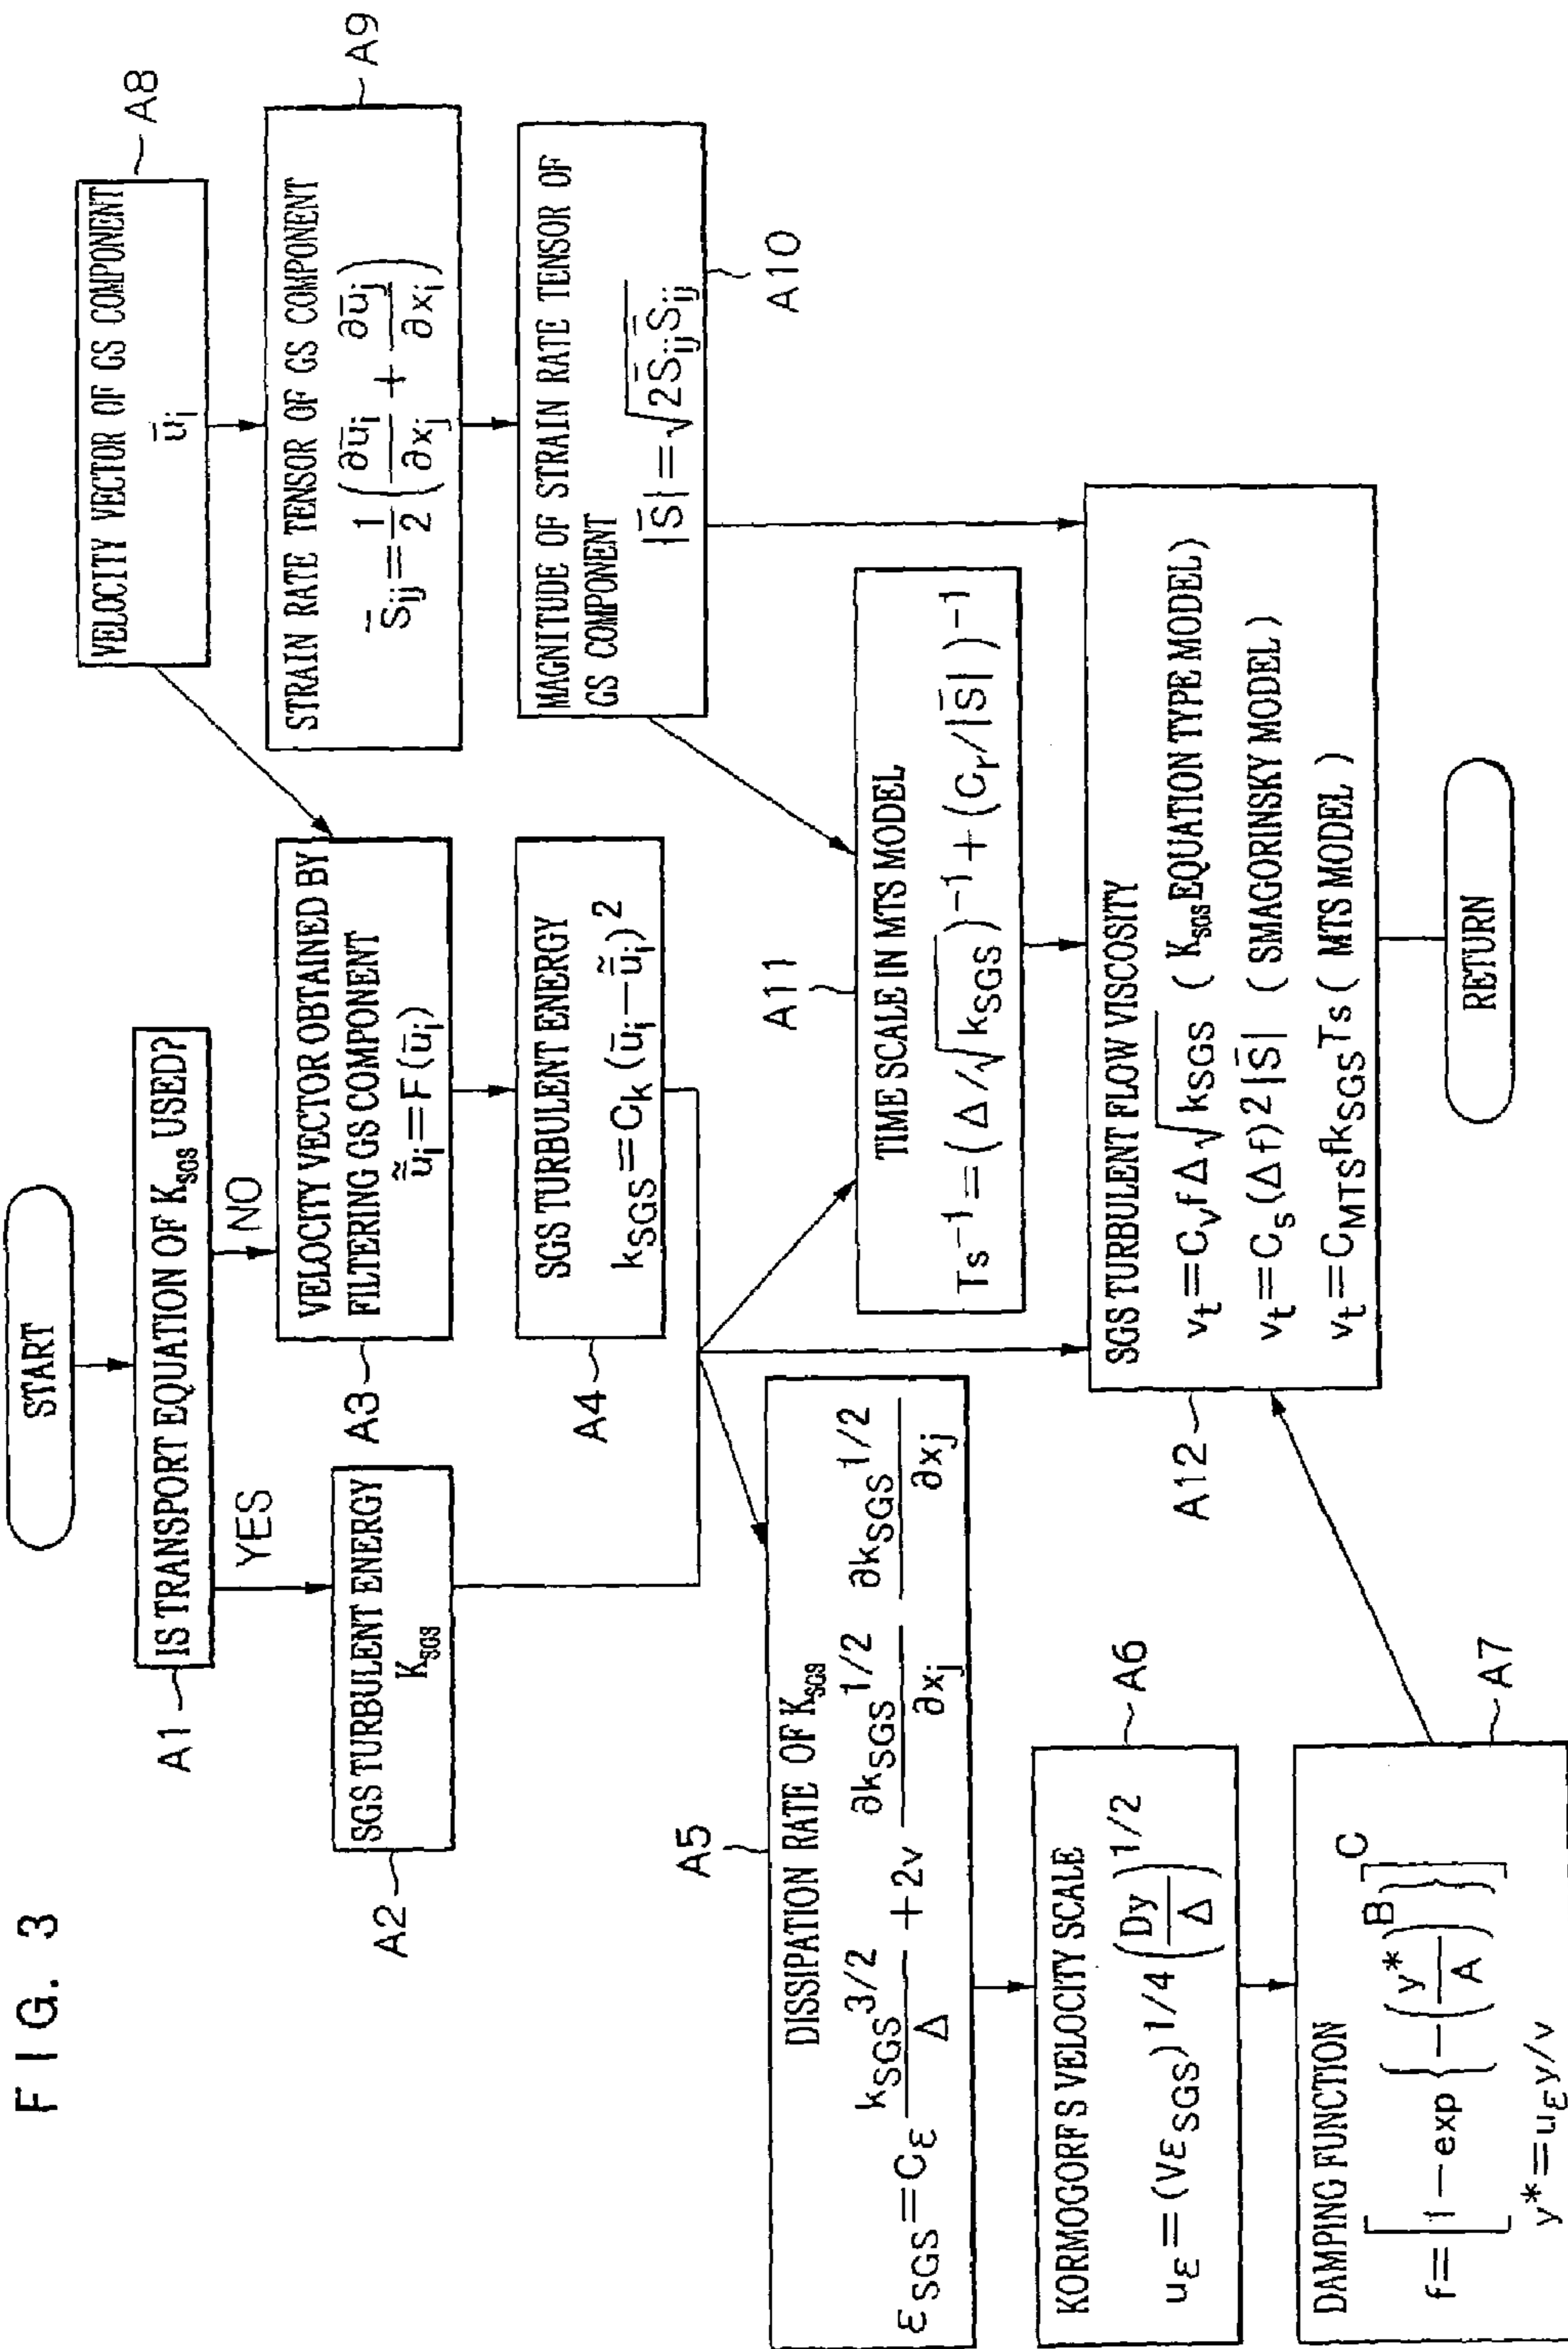 FIG. 3
START
A1
IS TRANSPORT EQUATION OF K_SGS USED?
YES
NO
A2
SGS TURBULENT ENERGY
K_SGS
A3
VELOCITY VECTOR OBTAINED BY
FILTERING GS COMPONENT
ũ̄_i=F(ū_i)
A4
SGS TURBULENT ENERGY
k_SGS=C_k(ū_i−ũ̄_i)^2
A8
VELOCITY VECTOR OF GS COMPONENT
ū_i
A9
STRAIN RATE TENSOR OF GS COMPONENT
S̄_ij=1/2(∂ū_i/∂x_j+∂ū_j/∂x_i)
MAGNITUDE OF STRAIN RATE TENSOR OF
GS COMPONENT
|S̄|=√(2S̄_ijS̄_ij)
A10
A5
DISSIPATION RATE OF K_SGS
ε_SGS=C_ε k_SGS^3/2/Δ+2ν ∂k_SGS^1/2/∂x_j ∂k_SGS^1/2/∂x_j
A11
TIME SCALE IN MTS MODEL
Ts^−1=(Δ/√k_SGS)^−1+(C_r/|S̄|)^−1
KORMOGORF'S VELOCITY SCALE
A6
u_ε=(νε_SGS)^1/4(Dy/Δ)^1/2
A12
SGS TURBULENT FLOW VISCOSITY
ν_t=C_νfΔ√k_SGS (K_SGS EQUATION TYPE MODEL)
ν_t=C_s(Δf)^2|S̄| (SMAGORINSKY MODEL)
ν_t=C_MTS fk_SGS Ts (MTS MODEL)
DAMPING FUNCTION
A7
f=[1−exp{−(y*/A)^B}]^C
y*=u_εy/ν
RETURN